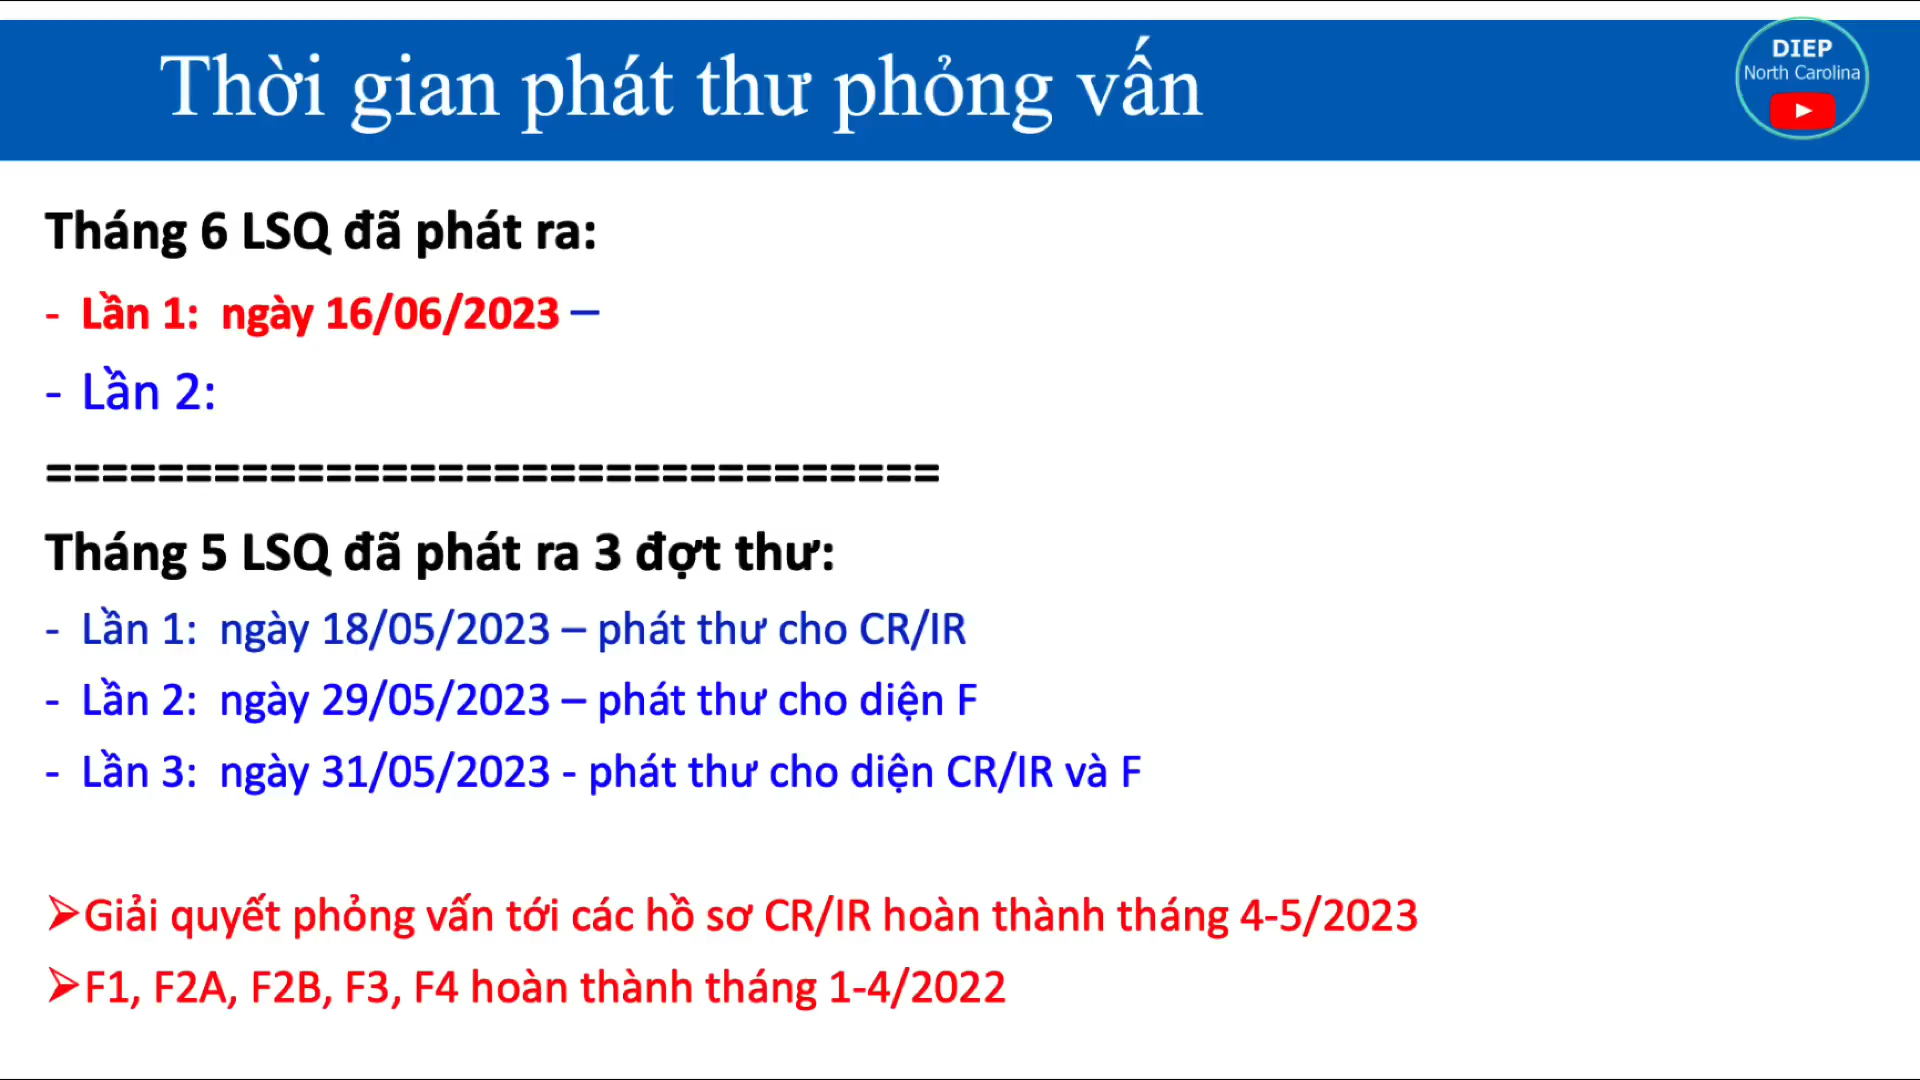 Thời gian phát thư phỏng vấn
DIEP
North Carolina
Tháng 6 LSQ đã phát ra:
- Lần 1: ngày 16/06/2023 –
- Lần 2:
================================
Tháng 5 LSQ đã phát ra 3 đợt thư:
- Lần 1: ngày 18/05/2023 – phát thư cho CR/IR
- Lần 2: ngày 29/05/2023 – phát thư cho diện F
- Lần 3: ngày 31/05/2023 - phát thư cho diện CR/IR và F
➢Giải quyết phỏng vấn tới các hồ sơ CR/IR hoàn thành tháng 4-5/2023
➢F1, F2A, F2B, F3, F4 hoàn thành tháng 1-4/2022